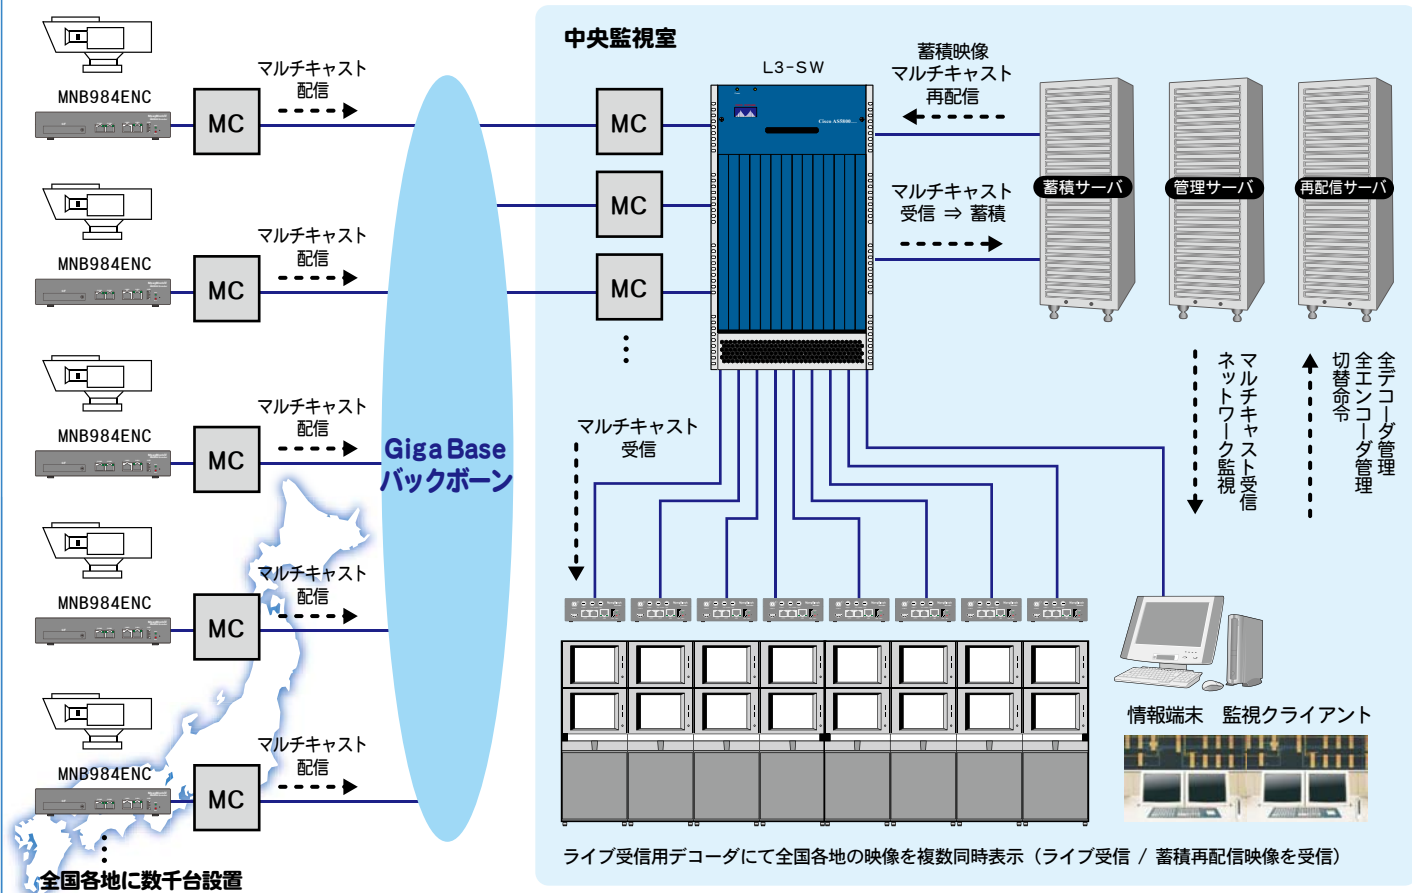 中央監視室
L3-SW
蓄積映像
マルチキャスト
再配信
マルチキャスト
受信 ⇒ 蓄積
蓄積サーバ
管理サーバ
再配信サーバ
Cisco AS5800
MNB984ENC
MC
マルチキャスト
配信
MC
MNB984ENC
MC
マルチキャスト
配信
MC
MC
MNB984ENC
MC
マルチキャスト
配信
MNB984ENC
MC
マルチキャスト
配信
MNB984ENC
MC
マルチキャスト
配信
Giga Base
バックボーン
マルチキャスト
受信
マルチキャスト受信
ネットワーク監視
全デコーダ管理
全エンコーダ管理
切替命令
情報端末 監視クライアント
ライブ受信用デコーダにて全国各地の映像を複数同時表示（ライブ受信 / 蓄積再配信映像を受信）
全国各地に数千台設置